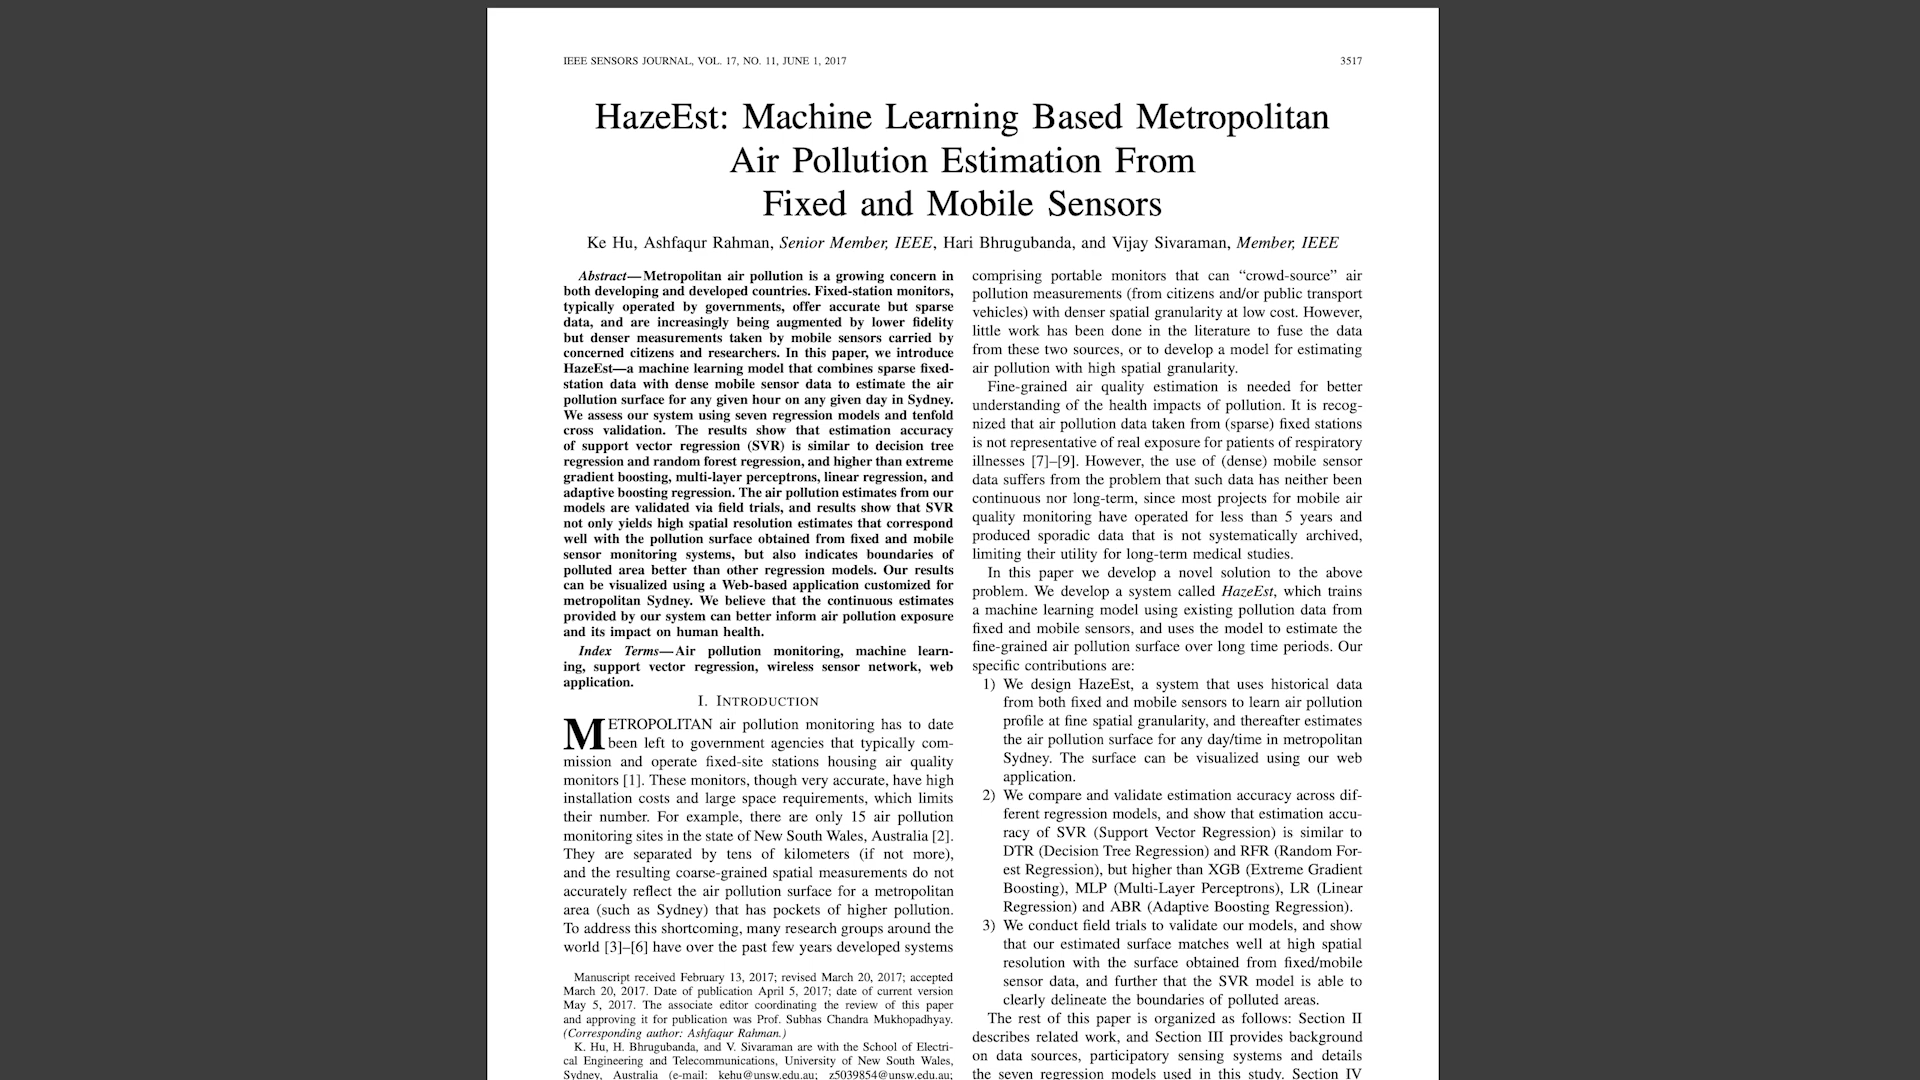 IEEE SENSORS JOURNAL, VOL. 17, NO. 11, JUNE 1, 2017
3517
HazeEst: Machine Learning Based Metropolitan
Air Pollution Estimation From
Fixed and Mobile Sensors
Ke Hu, Ashfaqur Rahman, Senior Member, IEEE, Hari Bhrugubanda, and Vijay Sivaraman, Member, IEEE
Abstract—Metropolitan air pollution is a growing concern in
both developing and developed countries. Fixed-station monitors,
typically operated by governments, offer accurate but sparse
data, and are increasingly being augmented by lower fidelity
but denser measurements taken by mobile sensors carried by
concerned citizens and researchers. In this paper, we introduce
HazeEst—a machine learning model that combines sparse fixed-
station data with dense mobile sensor data to estimate the air
pollution surface for any given hour on any given day in Sydney.
We assess our system using seven regression models and tenfold
cross validation. The results show that estimation accuracy
of support vector regression (SVR) is similar to decision tree
regression and random forest regression, and higher than extreme
gradient boosting, multi-layer perceptrons, linear regression, and
adaptive boosting regression. The air pollution estimates from our
models are validated via field trials, and results show that SVR
not only yields high spatial resolution estimates that correspond
well with the pollution surface obtained from fixed and mobile
sensor monitoring systems, but also indicates boundaries of
polluted area better than other regression models. Our results
can be visualized using a Web-based application customized for
metropolitan Sydney. We believe that the continuous estimates
provided by our system can better inform air pollution exposure
and its impact on human health.
Index Terms—Air pollution monitoring, machine learn-
ing, support vector regression, wireless sensor network, web
application.
I. INTRODUCTION
METROPOLITAN air pollution monitoring has to date
been left to government agencies that typically com-
mission and operate fixed-site stations housing air quality
monitors [1]. These monitors, though very accurate, have high
installation costs and large space requirements, which limits
their number. For example, there are only 15 air pollution
monitoring sites in the state of New South Wales, Australia [2].
They are separated by tens of kilometers (if not more),
and the resulting coarse-grained spatial measurements do not
accurately reflect the air pollution surface for a metropolitan
area (such as Sydney) that has pockets of higher pollution.
To address this shortcoming, many research groups around the
world [3]–[6] have over the past few years developed systems
Manuscript received February 13, 2017; revised March 20, 2017; accepted
March 20, 2017. Date of publication April 5, 2017; date of current version
May 5, 2017. The associate editor coordinating the review of this paper
and approving it for publication was Prof. Subhas Chandra Mukhopadhyay.
(Corresponding author: Ashfaqur Rahman.)
K. Hu, H. Bhrugubanda, and V. Sivaraman are with the School of Electri-
cal Engineering and Telecommunications, University of New South Wales,
Sydney, Australia (e-mail: kehu@unsw.edu.au; z5039854@unsw.edu.au;
comprising portable monitors that can “crowd-source” air
pollution measurements (from citizens and/or public transport
vehicles) with denser spatial granularity at low cost. However,
little work has been done in the literature to fuse the data
from these two sources, or to develop a model for estimating
air pollution with high spatial granularity.
Fine-grained air quality estimation is needed for better
understanding of the health impacts of pollution. It is recog-
nized that air pollution data taken from (sparse) fixed stations
is not representative of real exposure for patients of respiratory
illnesses [7]–[9]. However, the use of (dense) mobile sensor
data suffers from the problem that such data has neither been
continuous nor long-term, since most projects for mobile air
quality monitoring have operated for less than 5 years and
produced sporadic data that is not systematically archived,
limiting their utility for long-term medical studies.
In this paper we develop a novel solution to the above
problem. We develop a system called HazeEst, which trains
a machine learning model using existing pollution data from
fixed and mobile sensors, and uses the model to estimate the
fine-grained air pollution surface over long time periods. Our
specific contributions are:
1) We design HazeEst, a system that uses historical data
from both fixed and mobile sensors to learn air pollution
profile at fine spatial granularity, and thereafter estimates
the air pollution surface for any day/time in metropolitan
Sydney. The surface can be visualized using our web
application.
2) We compare and validate estimation accuracy across dif-
ferent regression models, and show that estimation accu-
racy of SVR (Support Vector Regression) is similar to
DTR (Decision Tree Regression) and RFR (Random For-
est Regression), but higher than XGB (Extreme Gradient
Boosting), MLP (Multi-Layer Perceptrons), LR (Linear
Regression) and ABR (Adaptive Boosting Regression).
3) We conduct field trials to validate our models, and show
that our estimated surface matches well at high spatial
resolution with the surface obtained from fixed/mobile
sensor data, and further that the SVR model is able to
clearly delineate the boundaries of polluted areas.
The rest of this paper is organized as follows: Section II
describes related work, and Section III provides background
on data sources, participatory sensing systems and details
the seven regression models used in this study. Section IV